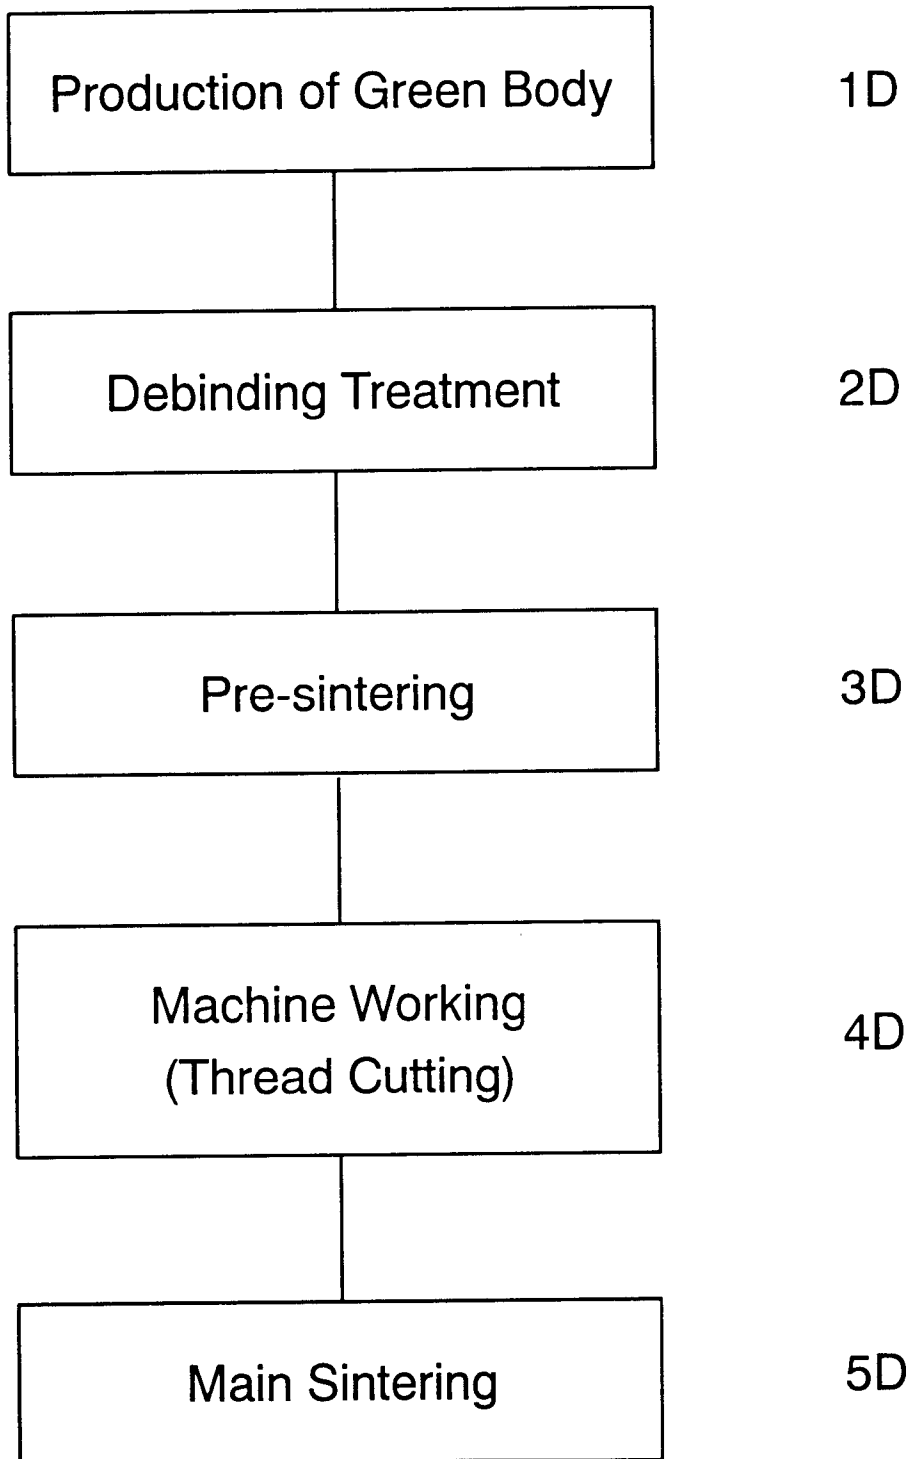 Production of Green Body 1D
Debinding Treatment 2D
Pre-sintering 3D
Machine Working
(Thread Cutting) 4D
Main Sintering 5D